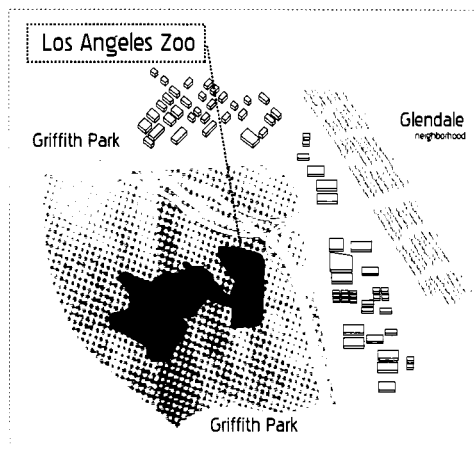 Los Angeles Zoo
Griffith Park
Glendale
neighborhood
Griffith Park